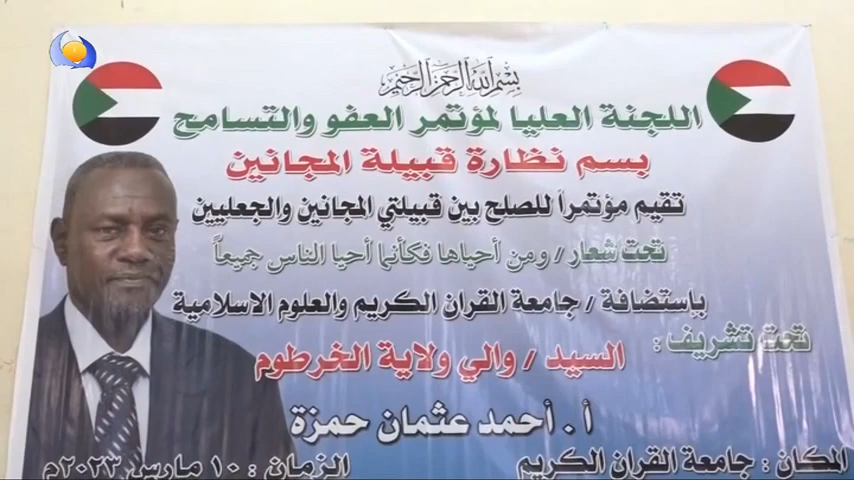 بسم الله الرحمن الرحيم
اللجنة العليا لمؤتمر العفو والتسامح
بسم نظارة قبيلة المجانين
تقيم مؤتمراً للصلح بين قبيلتي المجانين والجعليين
تحت شعار / ومن أحياها فكأنما أحيا الناس جميعاً
بإستضافة / جامعة القران الكريم والعلوم الاسلامية
تحت تشريف :
السيد / والي ولاية الخرطوم
أ . أحمد عثمان حمزة
المكان : جامعة القران الكريم الزمان : ١٠ مارس ٢٠٢٣م